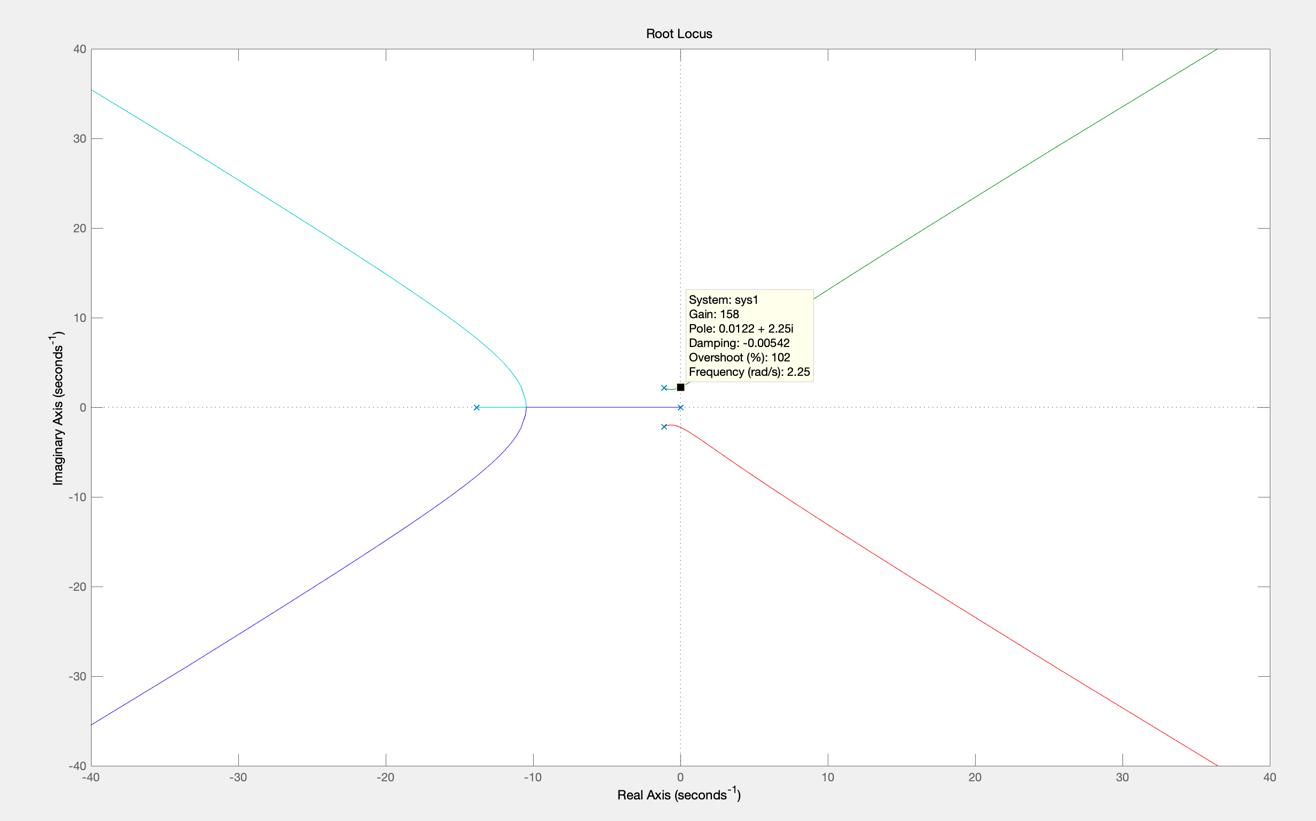 Root Locus
40
30
20
10
0
-10
-20
-30
-40
Imaginary Axis (seconds⁻¹)
System: sys1
Gain: 158
Pole: 0.0122 + 2.25i
Damping: -0.00542
Overshoot (%): 102
Frequency (rad/s): 2.25
-40 -30 -20 -10 0 10 20 30 40
Real Axis (seconds⁻¹)